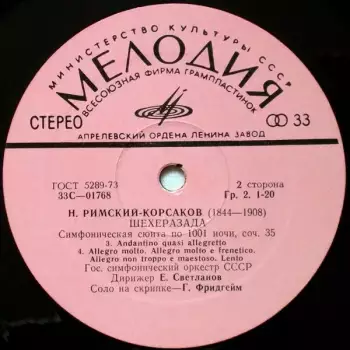 МИНИСТЕРСТВО КУЛЬТУРЫ СССР
МЕЛОДИЯ
ВСЕСОЮЗНАЯ ФИРМА ГРАМПЛАСТИНОК
СТЕРЕО
33
АПРЕЛЕВСКИЙ ОРДЕНА ЛЕНИНА ЗАВОД
ГОСТ 5289-73
2 сторона
33С—01768
Гр. 2. 1-20
Н. РИМСКИЙ-КОРСАКОВ (1844—1908)
ШЕХЕРАЗАДА
Симфоническая сюита по 1001 ночи, соч. 35
3. Andantino quasi allegretto
4. Allegro molto. Allegro molto e frenetico.
Allegro non troppo e maestoso. Lento
Гос. симфонический оркестр СССР
Дирижер Е. Светланов
Соло на скрипке—Г. Фридгейм